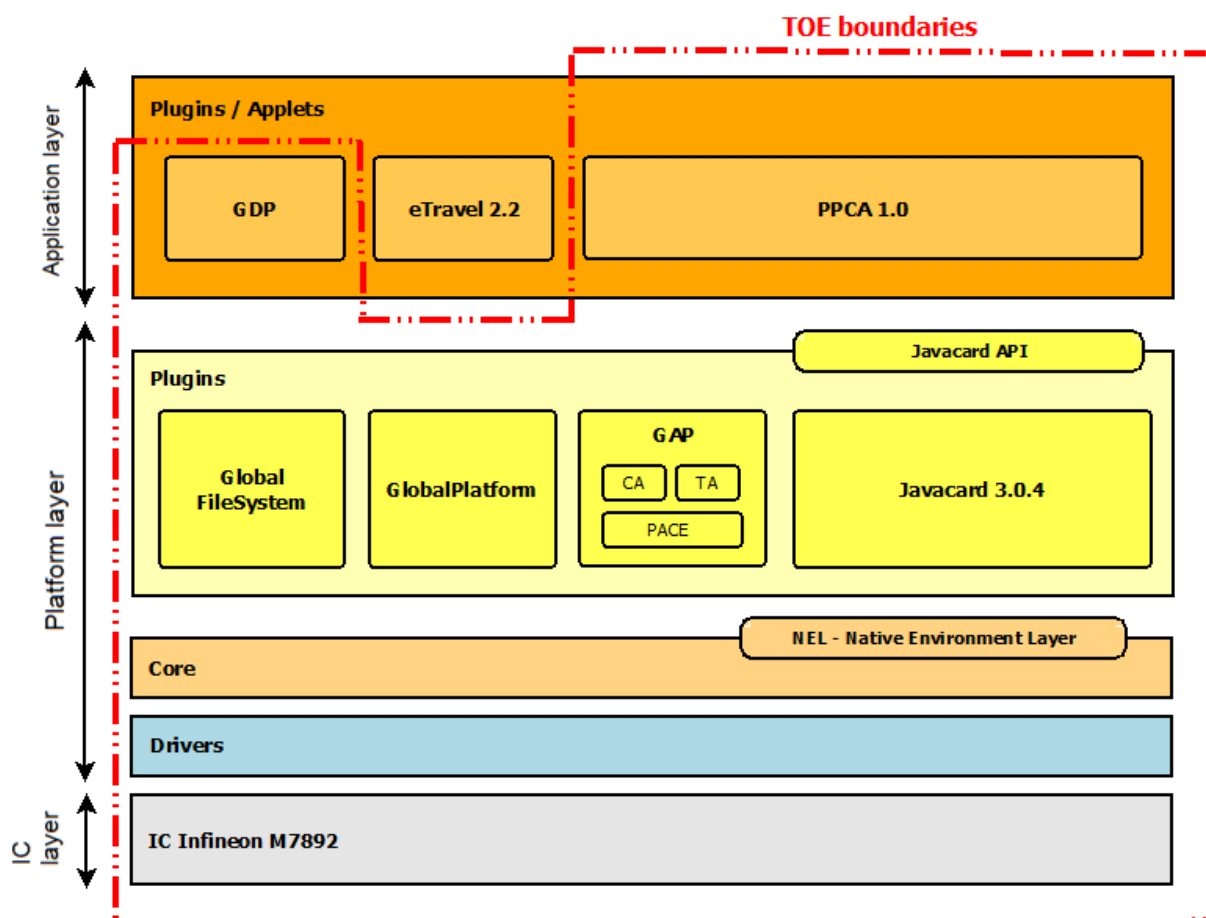 TOE boundaries
Application layer
Plugins / Applets
GDP
eTravel 2.2
PPCA 1.0
Platform layer
Javacard API
Plugins
Global
FileSystem
GlobalPlatform
GAP
CA
TA
PACE
Javacard 3.0.4
NEL - Native Environment Layer
Core
Drivers
IC
layer
IC Infineon M7892